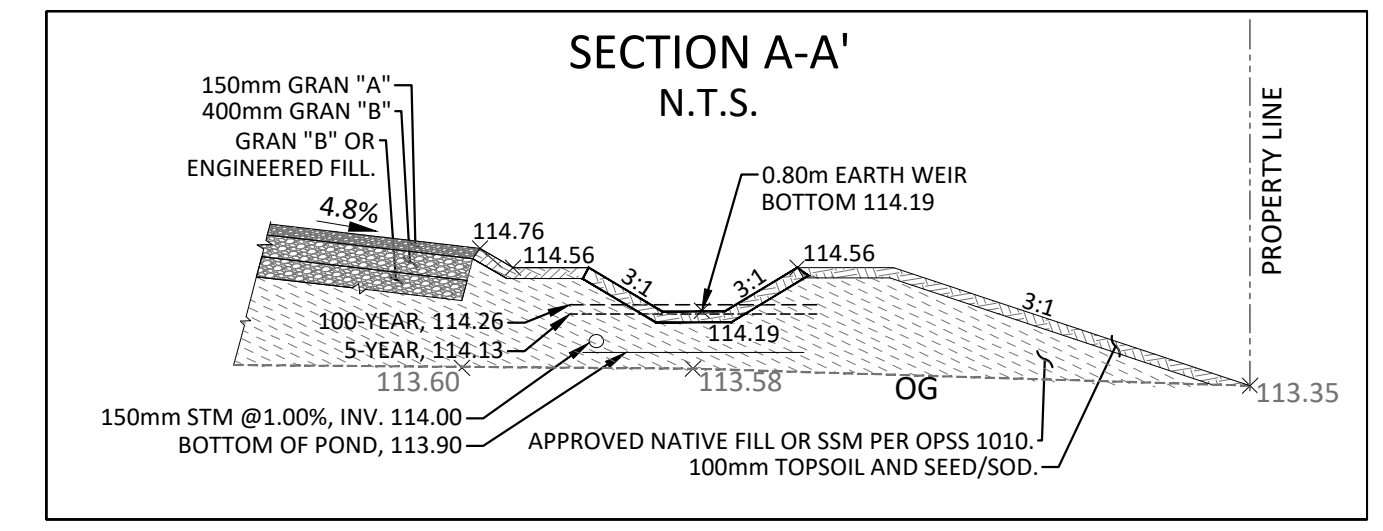 SECTION A-A'
N.T.S.
150mm GRAN "A"
400mm GRAN "B"
GRAN "B" OR
ENGINEERED FILL.
4.8%
114.76
114.56
3:1
3:1
0.80m EARTH WEIR
BOTTOM 114.19
114.56
3:1
PROPERTY LINE
100-YEAR, 114.26
5-YEAR, 114.13
114.19
113.60
113.58
OG
113.35
150mm STM @1.00%, INV. 114.00
BOTTOM OF POND, 113.90
APPROVED NATIVE FILL OR SSM PER OPSS 1010.
100mm TOPSOIL AND SEED/SOD.